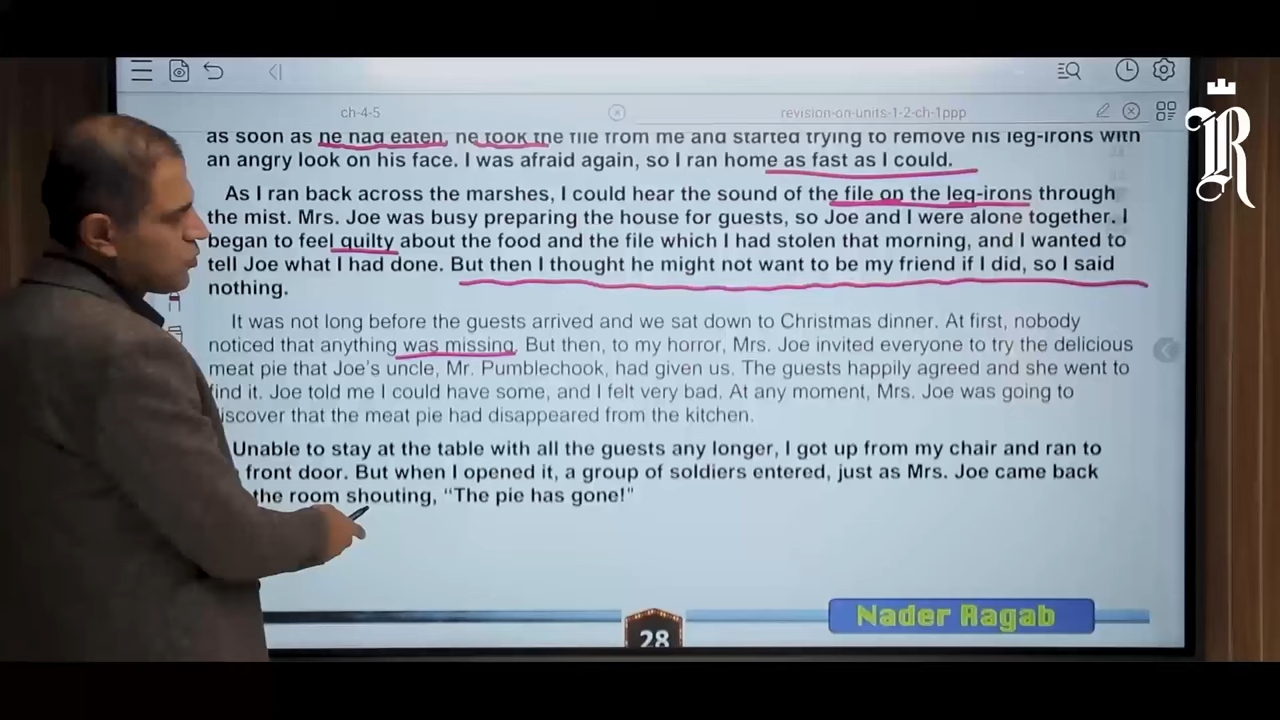 ch-4-5
revision-on-units-1-2-ch-1ppp
R
as soon as he had eaten, he took the file from me and started trying to remove his leg-irons with
an angry look on his face. I was afraid again, so I ran home as fast as I could.
As I ran back across the marshes, I could hear the sound of the file on the leg-irons through
the mist. Mrs. Joe was busy preparing the house for guests, so Joe and I were alone together. I
began to feel guilty about the food and the file which I had stolen that morning, and I wanted to
tell Joe what I had done. But then I thought he might not want to be my friend if I did, so I said
nothing.
It was not long before the guests arrived and we sat down to Christmas dinner. At first, nobody
noticed that anything was missing. But then, to my horror, Mrs. Joe invited everyone to try the delicious
meat pie that Joe's uncle, Mr. Pumblechook, had given us. The guests happily agreed and she went to
find it. Joe told me I could have some, and I felt very bad. At any moment, Mrs. Joe was going to
iscover that the meat pie had disappeared from the kitchen.
Unable to stay at the table with all the guests any longer, I got up from my chair and ran to
front door. But when I opened it, a group of soldiers entered, just as Mrs. Joe came back
the room shouting, “The pie has gone!"
Nader Ragab
28